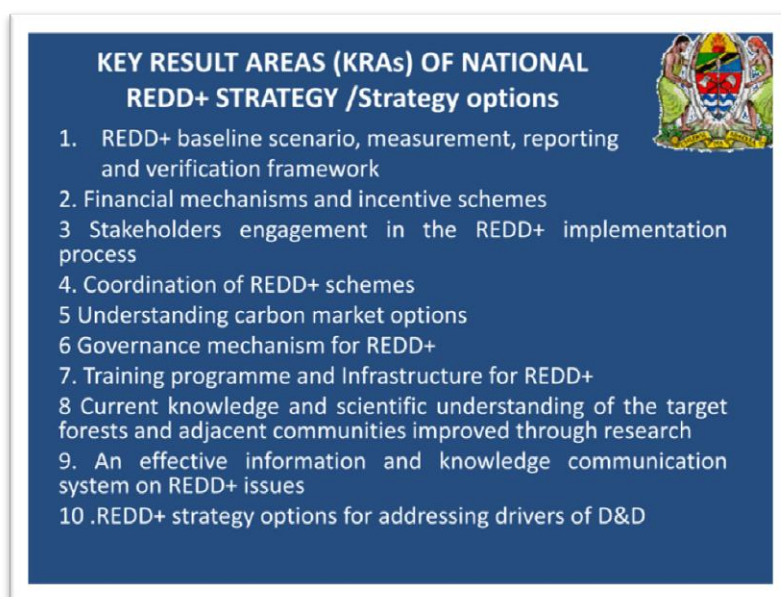 KEY RESULT AREAS (KRAs) OF NATIONAL
REDD+ STRATEGY /Strategy options
1. REDD+ baseline scenario, measurement, reporting
and verification framework
2. Financial mechanisms and incentive schemes
3 Stakeholders engagement in the REDD+ implementation
process
4. Coordination of REDD+ schemes
5 Understanding carbon market options
6 Governance mechanism for REDD+
7. Training programme and Infrastructure for REDD+
8 Current knowledge and scientific understanding of the target
forests and adjacent communities improved through research
9. An effective information and knowledge communication
system on REDD+ issues
10 .REDD+ strategy options for addressing drivers of D&D